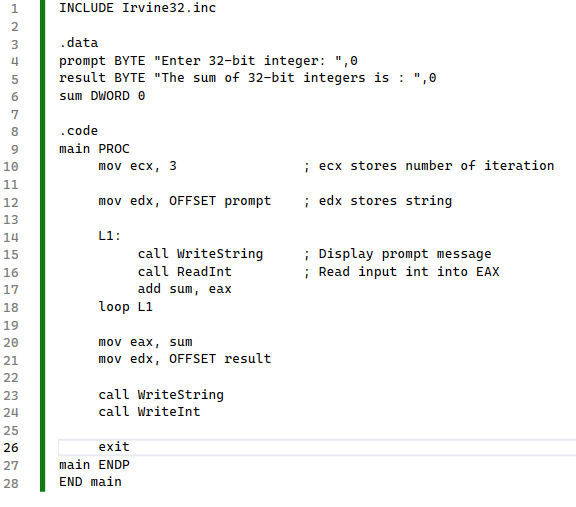 1 INCLUDE Irvine32.inc
2
3 .data
4 prompt BYTE "Enter 32-bit integer: ",0
5 result BYTE "The sum of 32-bit integers is : ",0
6 sum DWORD 0
7
8 .code
9 main PROC
10 mov ecx, 3 ; ecx stores number of iteration
11
12 mov edx, OFFSET prompt ; edx stores string
13
14 L1:
15 call WriteString ; Display prompt message
16 call ReadInt ; Read input int into EAX
17 add sum, eax
18 loop L1
19
20 mov eax, sum
21 mov edx, OFFSET result
22
23 call WriteString
24 call WriteInt
25
26 exit
27 main ENDP
28 END main